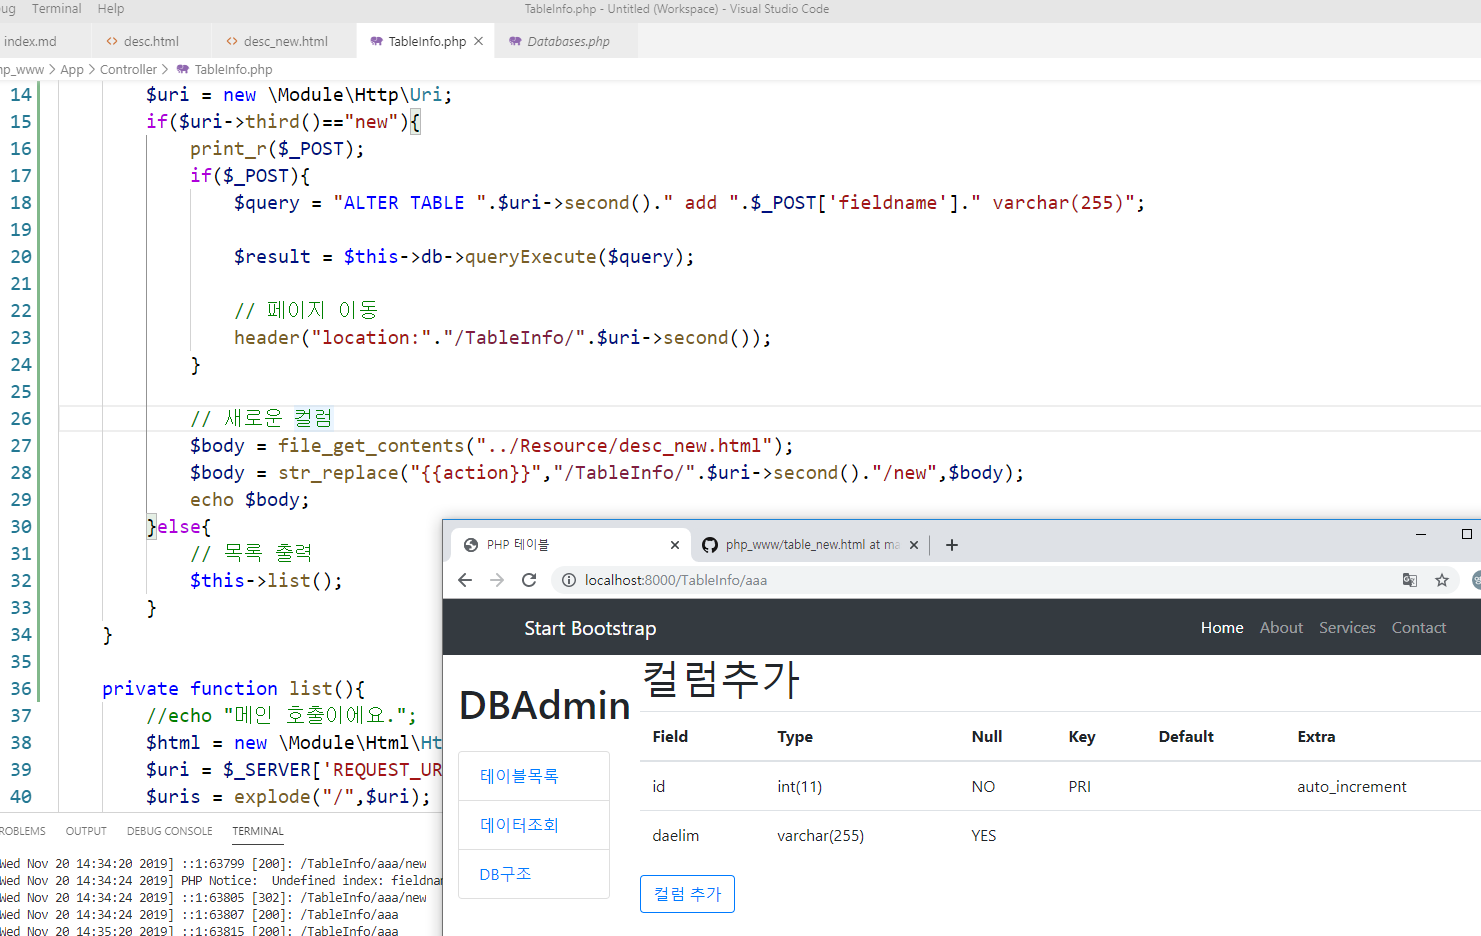 ug Terminal Help TableInfo.php - Untitled (Workspace) - Visual Studio Code
index.md <> desc.html <> desc_new.html TableInfo.php × Databases.php
hp_www > App > Controller > TableInfo.php
14 $uri = new \Module\Http\Uri;
15 if($uri->third()=="new"){
16 print_r($_POST);
17 if($_POST){
18 $query = "ALTER TABLE ".$uri->second()." add ".$_POST['fieldname']." varchar(255)";
19
20 $result = $this->db->queryExecute($query);
21
22 // 페이지 이동
23 header("location:"."/TableInfo/".$uri->second());
24 }
25
26 // 새로운 컬럼
27 $body = file_get_contents("../Resource/desc_new.html");
28 $body = str_replace("{{action}}","/TableInfo/".$uri->second()."/new",$body);
29 echo $body;
30 }else{
31 // 목록 출력
32 $this->list();
33 }
34 }
35
36 private function list(){
37 //echo "메인 호출이에요.";
38 $html = new \Module\Html\Ht
39 $uri = $_SERVER['REQUEST_UR
40 $uris = explode("/",$uri);
ROBLEMS OUTPUT DEBUG CONSOLE TERMINAL
Wed Nov 20 14:34:20 2019] ::1:63799 [200]: /TableInfo/aaa/new
Wed Nov 20 14:34:24 2019] PHP Notice: Undefined index: fieldna
Wed Nov 20 14:34:24 2019] ::1:63805 [302]: /TableInfo/aaa/new
Wed Nov 20 14:34:24 2019] ::1:63807 [200]: /TableInfo/aaa
Wed Nov 20 14:35:20 2019] ::1:63815 [200]: /TableInfo/aaa
PHP 테이블 × php_www/table_new.html at ma × +
localhost:8000/TableInfo/aaa
Start Bootstrap Home About Services Contact
DBAdmin
테이블목록
데이터조회
DB구조
컬럼추가
Field Type Null Key Default Extra
id int(11) NO PRI auto_increment
daelim varchar(255) YES
컬럼 추가